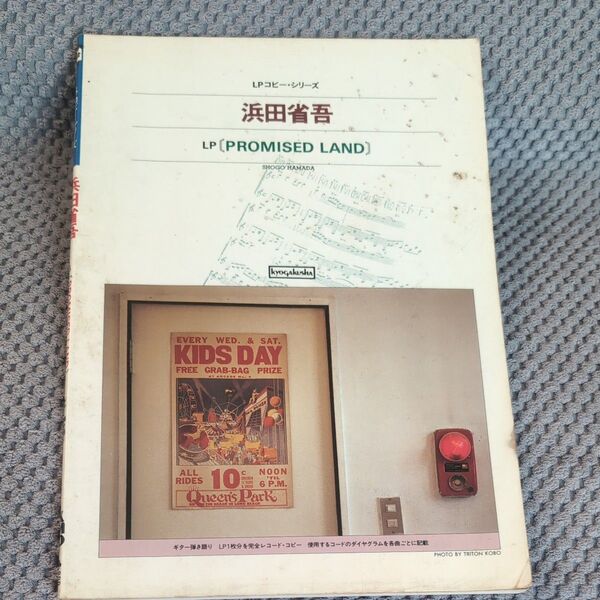 LPコピー・シリーズ
浜田省吾
LP〔PROMISED LAND〕
SHOGO HAMADA
kyogakusha
浜田省吾
EVERY WED. & SAT.
KIDS DAY
FREE GRAB-BAG PRIZE
ALL RIDES
10c
NOON 'TIL 6 P.M.
Queen's Park
ギター弾き語り LP1枚分を完全レコード・コピー 使用するコードのダイヤグラムを各曲ごとに記載
PHOTO BY TRITON KOBO